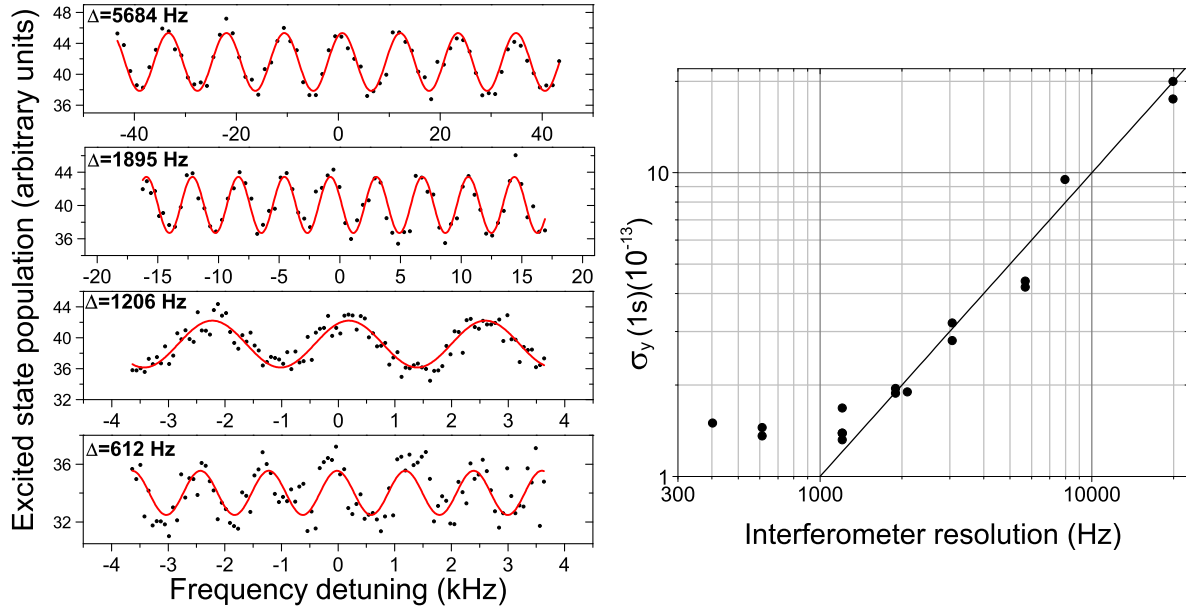 Excited state population (arbitrary units)
Δ=5684 Hz
48
44
40
36
-40 -20 0 20 40
Δ=1895 Hz
44
40
36
-20 -15 -10 -5 0 5 10 15 20
Δ=1206 Hz
44
40
36
32
-4 -3 -2 -1 0 1 2 3 4
Δ=612 Hz
36
32
-4 -3 -2 -1 0 1 2 3 4
Frequency detuning (kHz)
σy (1s)(10-13)
10
1
300 1000 10000
Interferometer resolution (Hz)